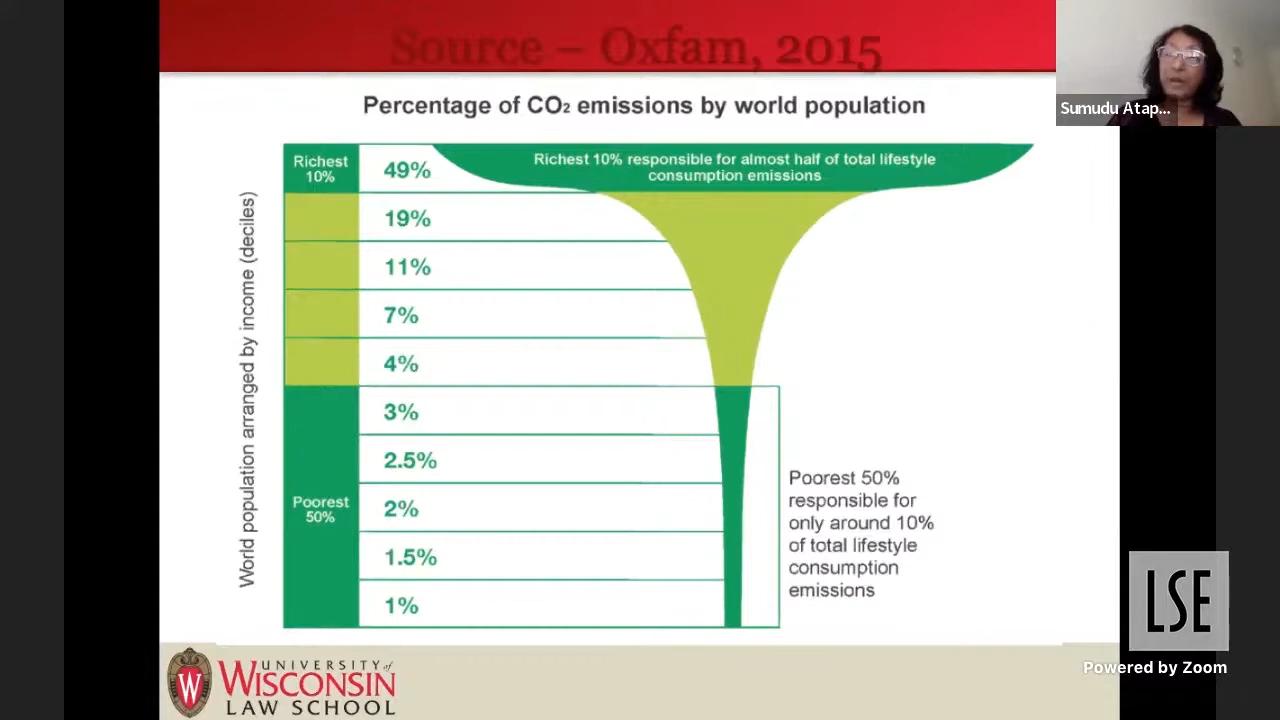 Source – Oxfam, 2015
Sumudu Atap...
Percentage of CO₂ emissions by world population
World population arranged by income (deciles)
Richest
10%
49%
Richest 10% responsible for almost half of total lifestyle
consumption emissions
19%
11%
7%
4%
3%
2.5%
Poorest
50%
2%
1.5%
1%
Poorest 50%
responsible for
only around 10%
of total lifestyle
consumption
emissions
LSE
Powered by Zoom
W
UNIVERSITY of
WISCONSIN
LAW SCHOOL